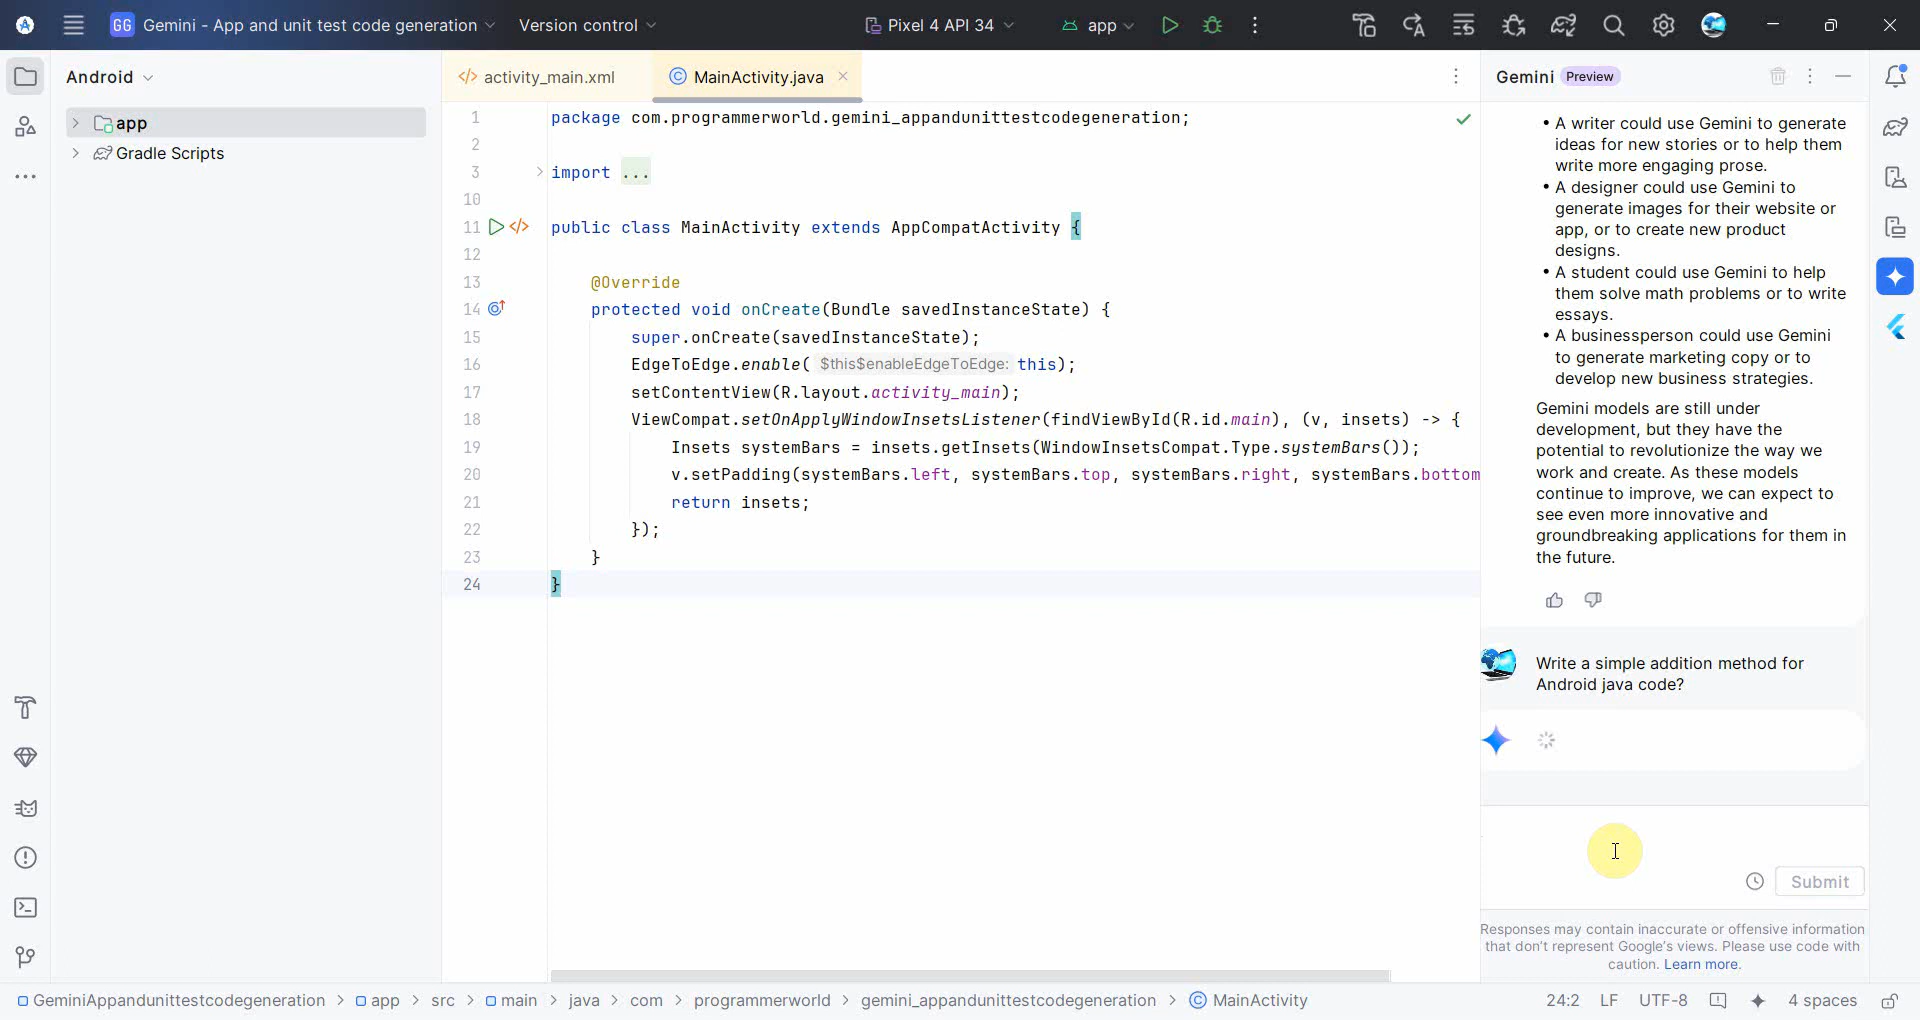 GG Gemini - App and unit test code generation Version control Pixel 4 API 34 app
Android
app
Gradle Scripts
</> activity_main.xml
© MainActivity.java ×
1 package com.programmerworld.gemini_appandunittestcodegeneration;
2
3 import ...
10
11 </> public class MainActivity extends AppCompatActivity {
12
13 @Override
14 protected void onCreate(Bundle savedInstanceState) {
15 super.onCreate(savedInstanceState);
16 EdgeToEdge.enable( $this$enableEdgeToEdge: this);
17 setContentView(R.layout.activity_main);
18 ViewCompat.setOnApplyWindowInsetsListener(findViewById(R.id.main), (v, insets) -> {
19 Insets systemBars = insets.getInsets(WindowInsetsCompat.Type.systemBars());
20 v.setPadding(systemBars.left, systemBars.top, systemBars.right, systemBars.bottom
21 return insets;
22 });
23 }
24 }
Gemini Preview
• A writer could use Gemini to generate
ideas for new stories or to help them
write more engaging prose.
• A designer could use Gemini to
generate images for their website or
app, or to create new product
designs.
• A student could use Gemini to help
them solve math problems or to write
essays.
• A businessperson could use Gemini
to generate marketing copy or to
develop new business strategies.
Gemini models are still under
development, but they have the
potential to revolutionize the way we
work and create. As these models
continue to improve, we can expect to
see even more innovative and
groundbreaking applications for them in
the future.
Write a simple addition method for
Android java code?
Submit
Responses may contain inaccurate or offensive information
that don't represent Google's views. Please use code with
caution. Learn more.
GeminiAppandunittestcodegeneration > app > src > main > java > com > programmerworld > gemini_appandunittestcodegeneration > © MainActivity
24:2 LF UTF-8 4 spaces